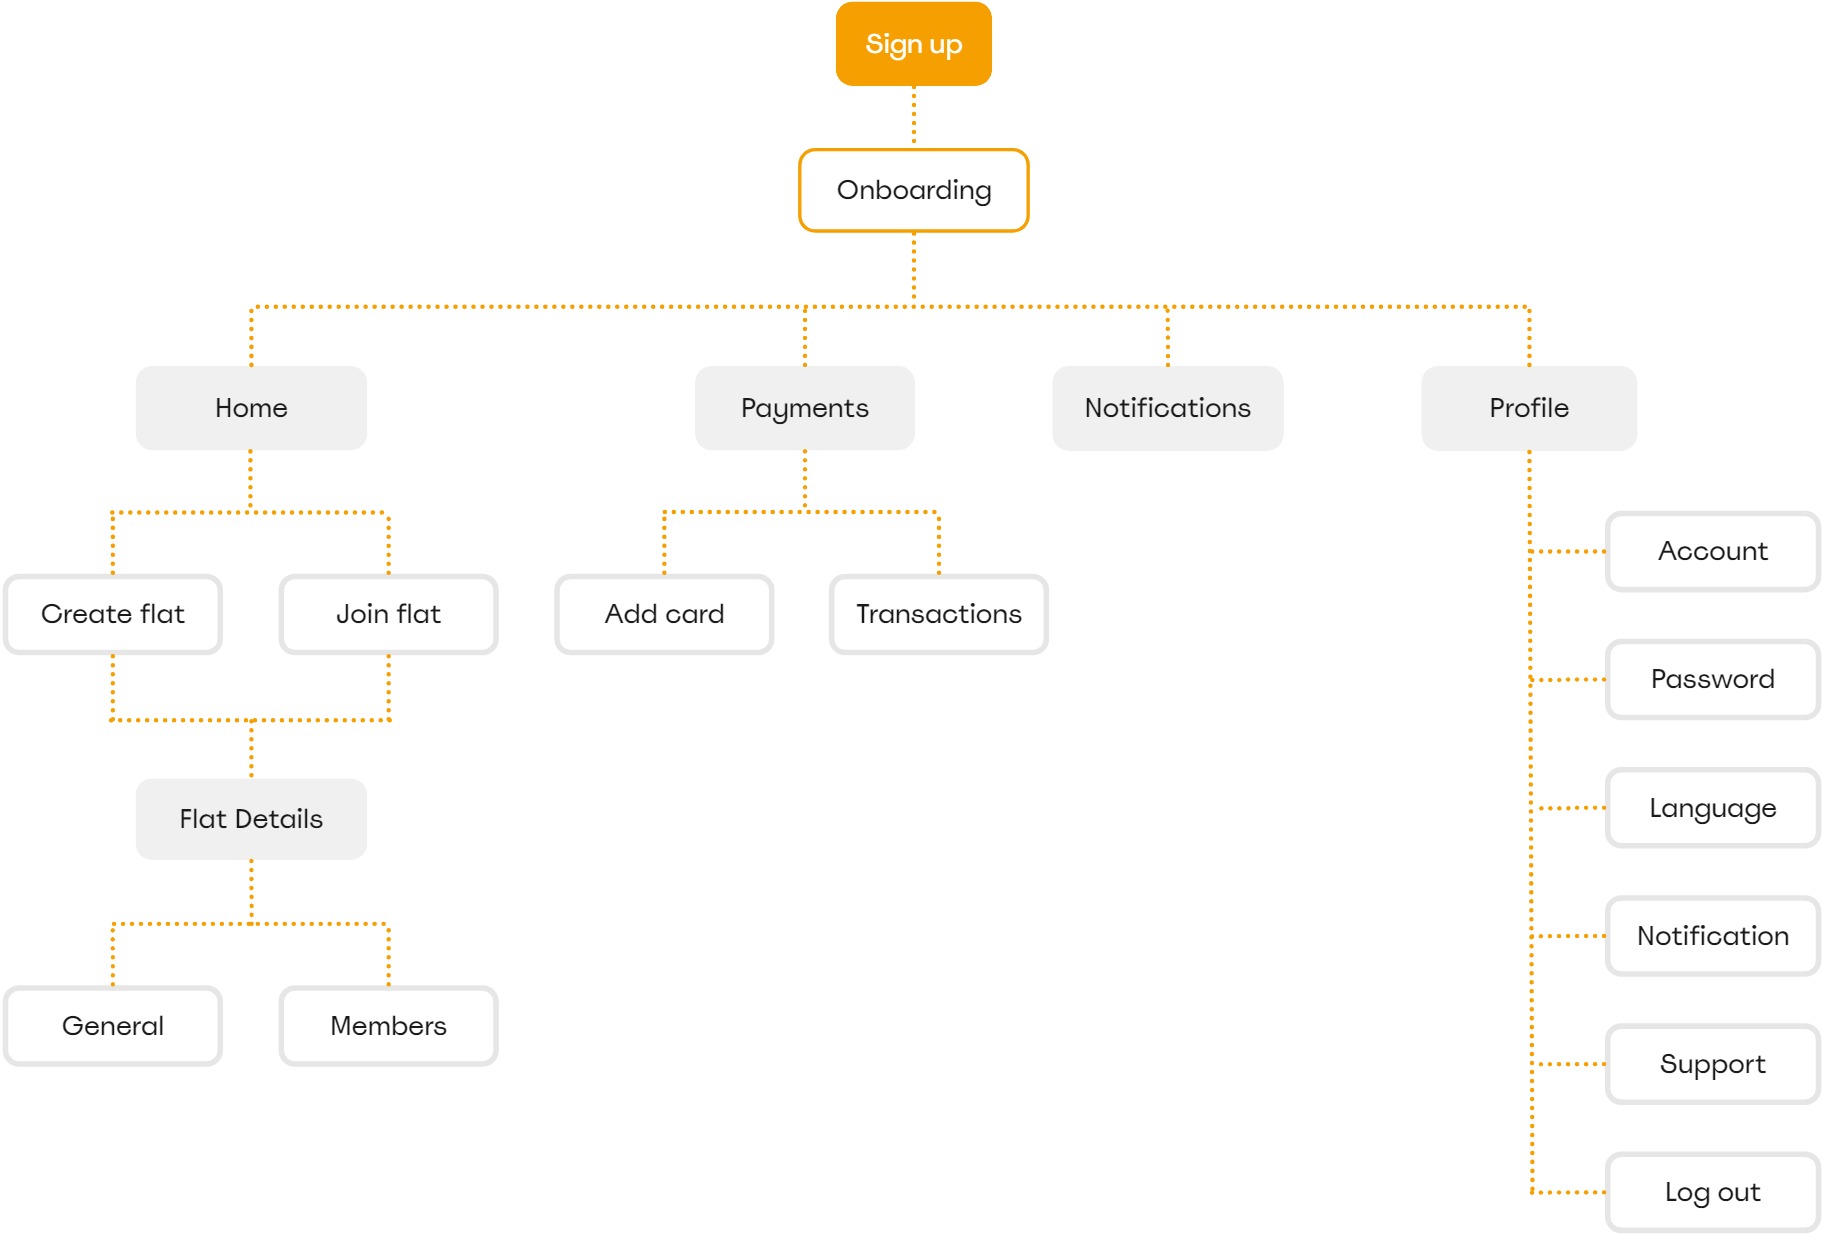 Sign up
Onboarding
Home
Payments
Notifications
Profile
Create flat
Join flat
Add card
Transactions
Flat Details
General
Members
Account
Password
Language
Notification
Support
Log out